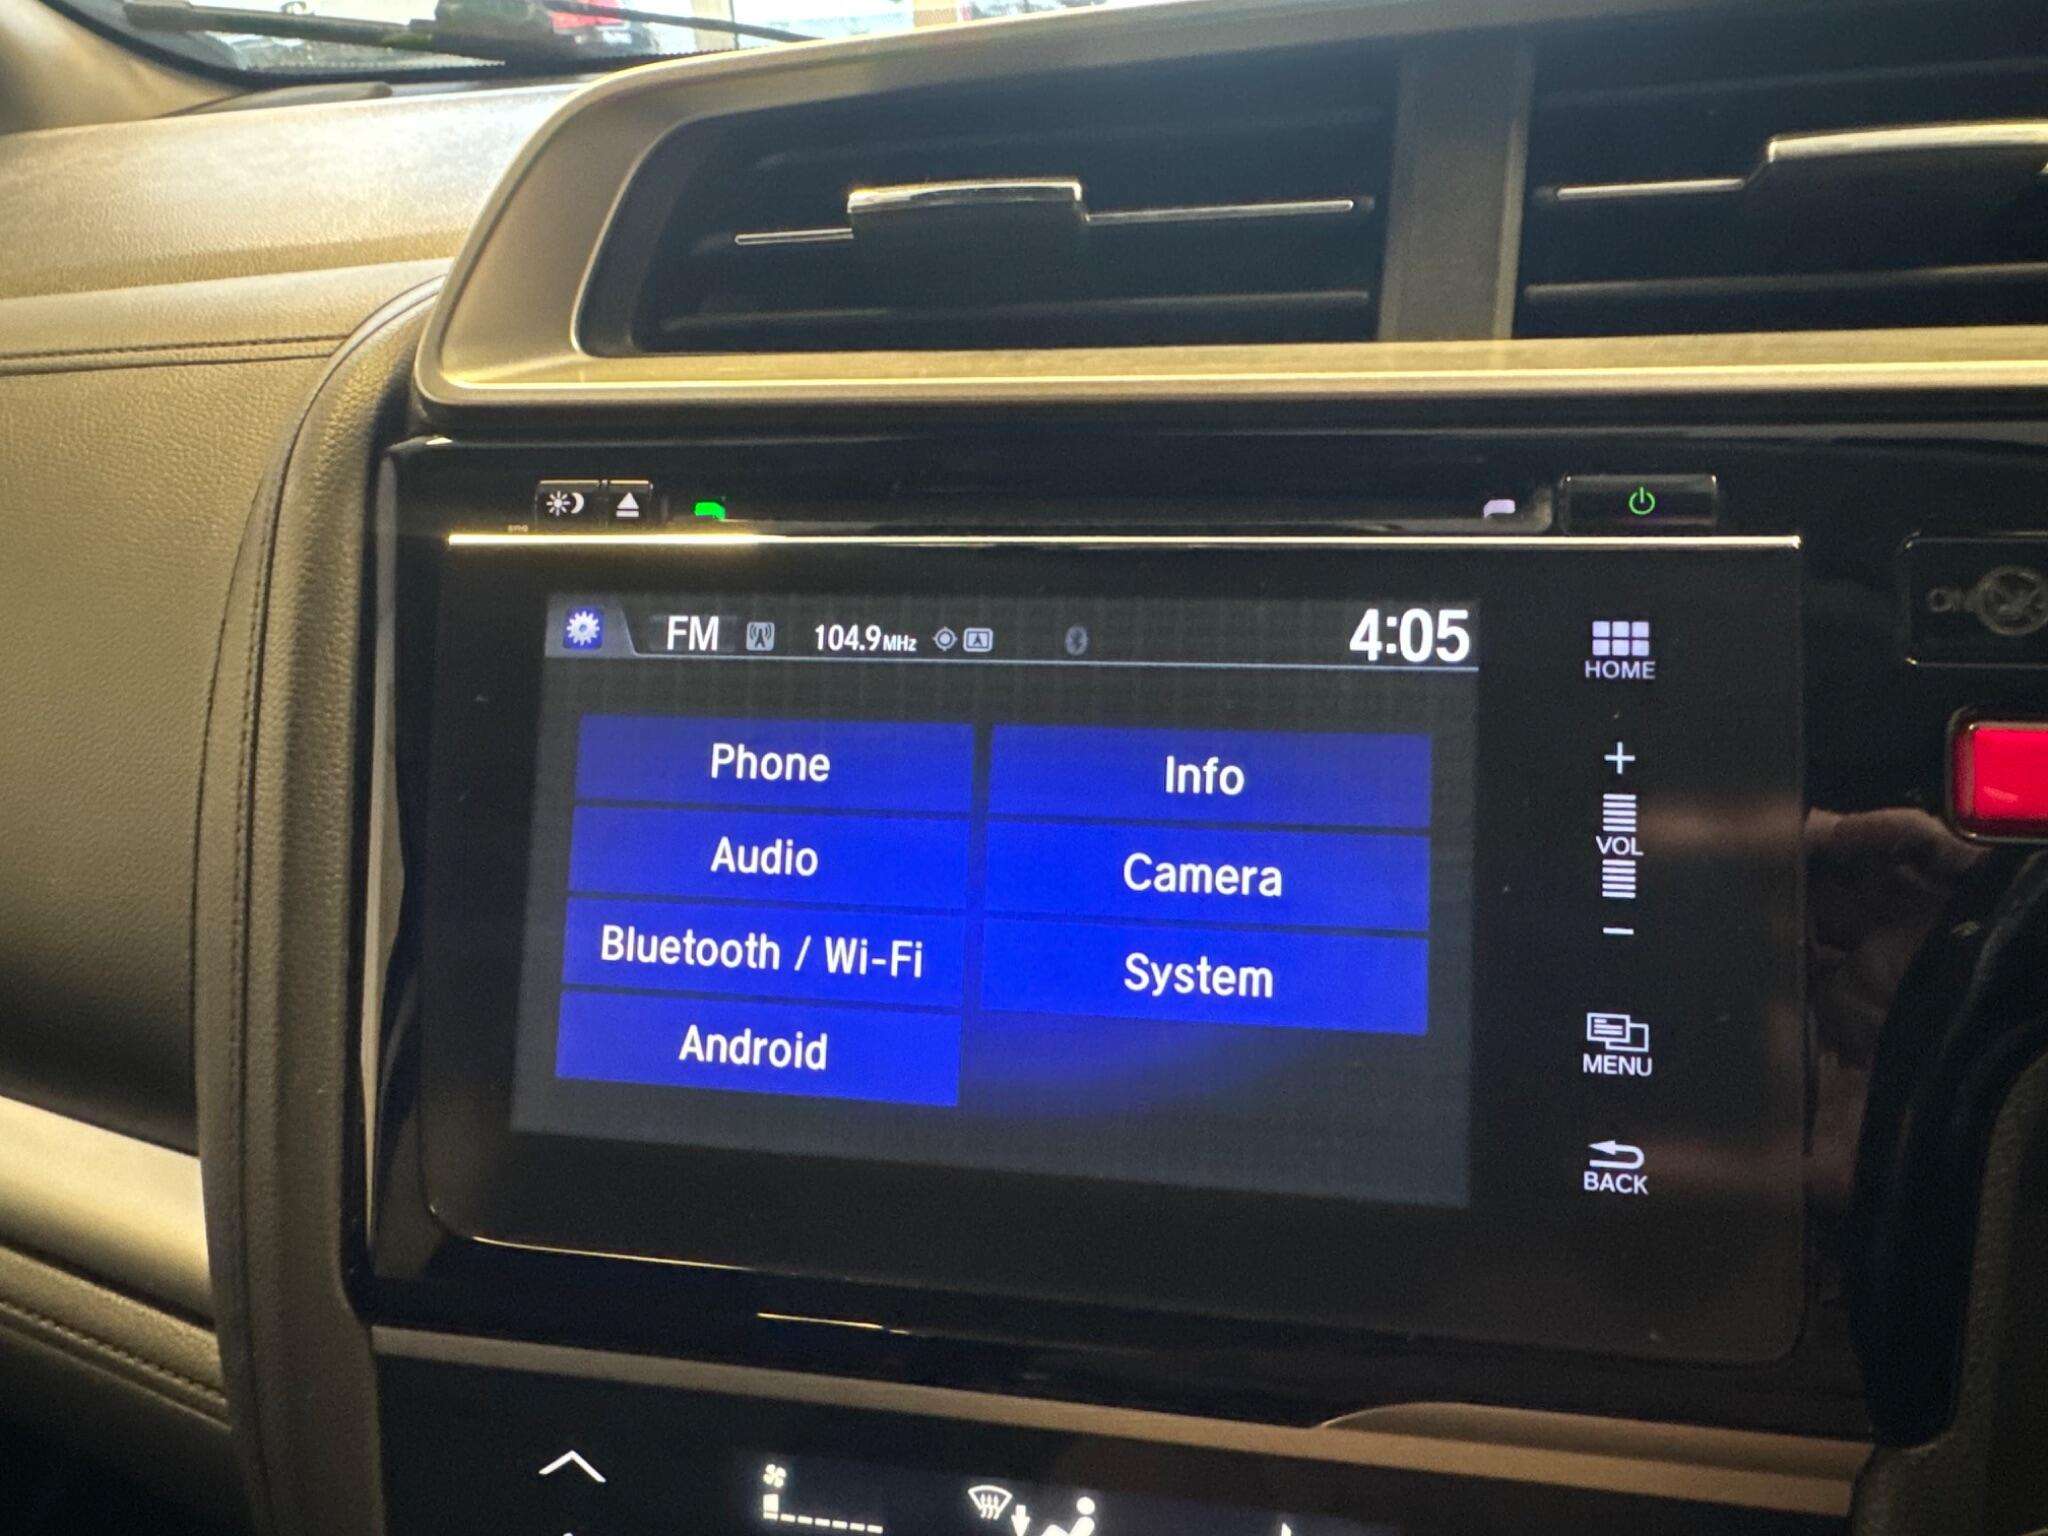 FM 104.9MHz 4:05
HOME
Phone Info
Audio Camera
Bluetooth / Wi-Fi System
Android
+
VOL
−
MENU
BACK